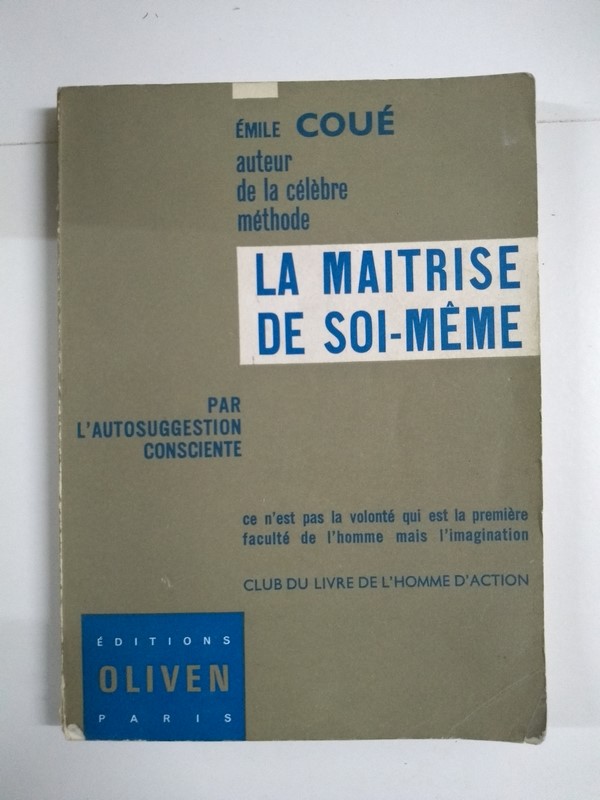 ÉMILE COUÉ
auteur
de la célèbre
méthode
LA MAITRISE
DE SOI-MÊME
PAR
L'AUTOSUGGESTION
CONSCIENTE
ce n'est pas la volonté qui est la première
faculté de l'homme mais l'imagination
CLUB DU LIVRE DE L'HOMME D'ACTION
ÉDITIONS
OLIVEN
PARIS